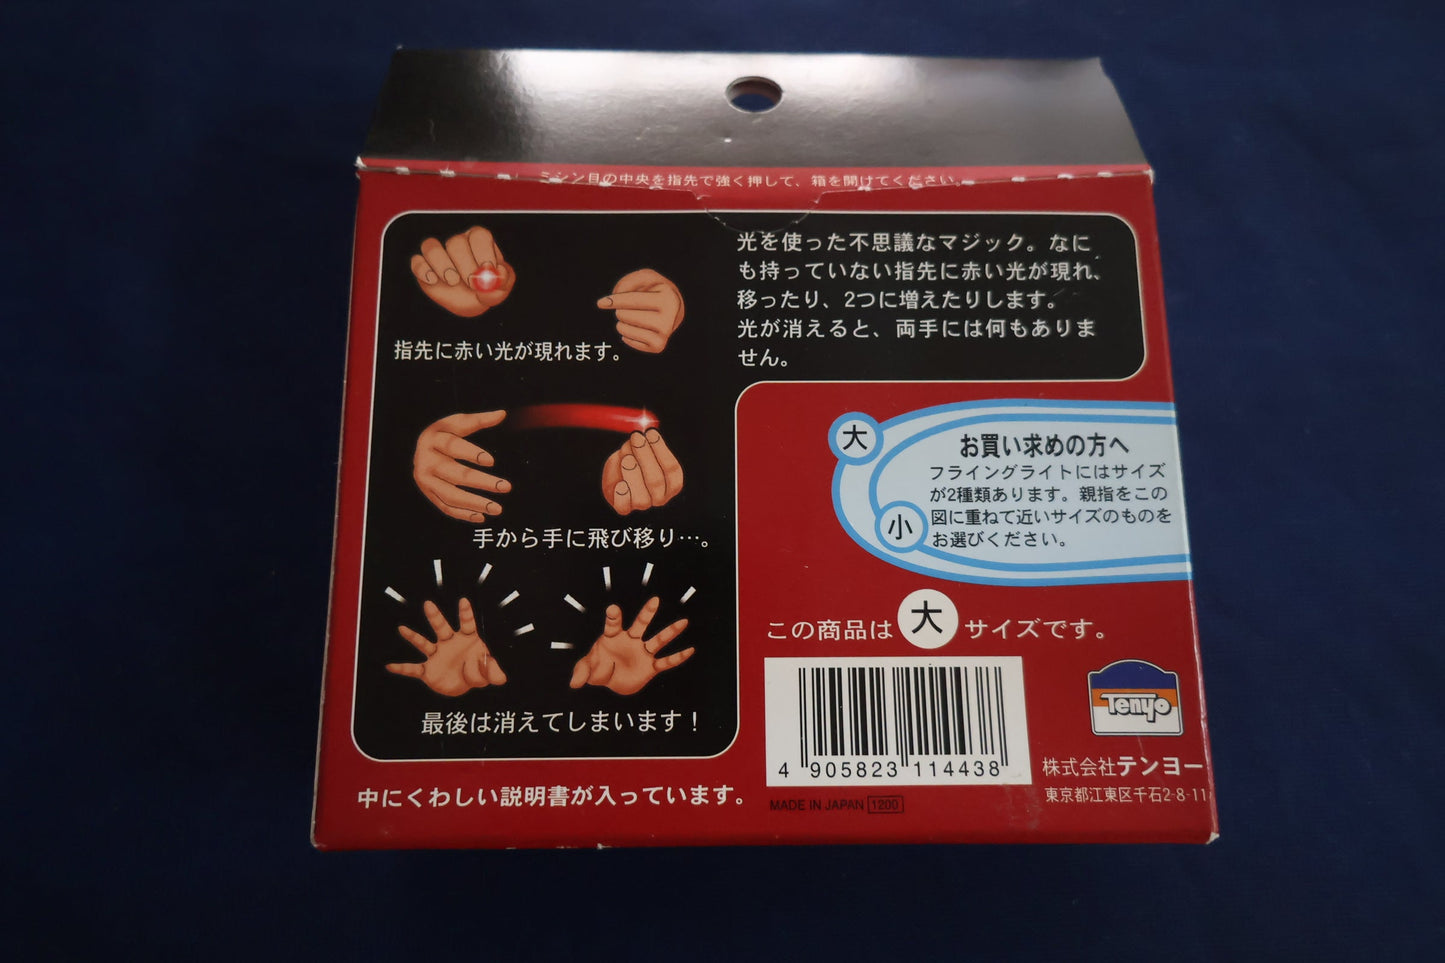 ミシン目の中央を指先で強く押して、箱を開けてください。
指先に赤い光が現れます。
手から手に飛び移り…。
最後は消えてしまいます！
中にくわしい説明書が入っています。
光を使った不思議なマジック。なに
も持っていない指先に赤い光が現れ、
移ったり、2つに増えたりします。
光が消えると、両手には何もありま
せん。
大
小
お買い求めの方へ
フライングライトにはサイズ
が2種類あります。親指をこの
図に重ねて近いサイズのものを
お選びください。
この商品は大サイズです。
4 905823 114438
MADE IN JAPAN 1200
Tenyo
株式会社テンヨー
東京都江東区千石2-8-11